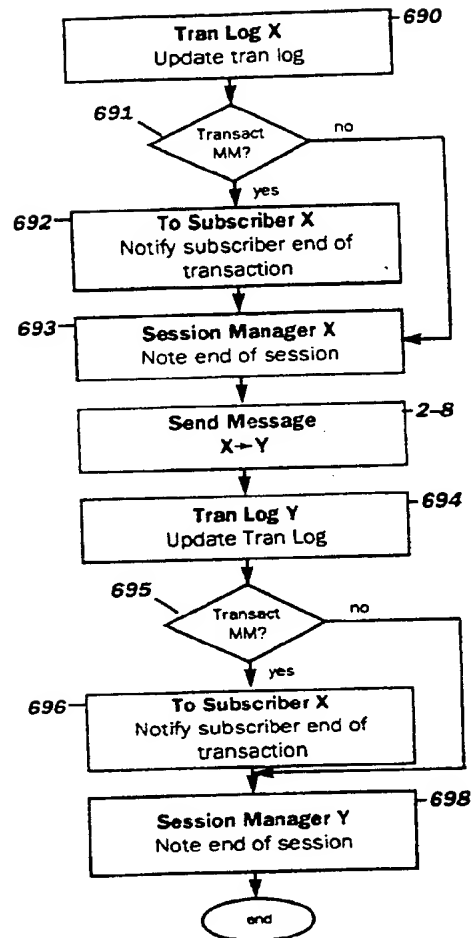 690
Tran Log X
Update tran log
691
Transact
MM?
no
yes
692
To Subscriber X
Notify subscriber end of
transaction
693
Session Manager X
Note end of session
2-8
Send Message
X→Y
694
Tran Log Y
Update Tran Log
695
Transact
MM?
no
yes
696
To Subscriber X
Notify subscriber end of
transaction
698
Session Manager Y
Note end of session
end